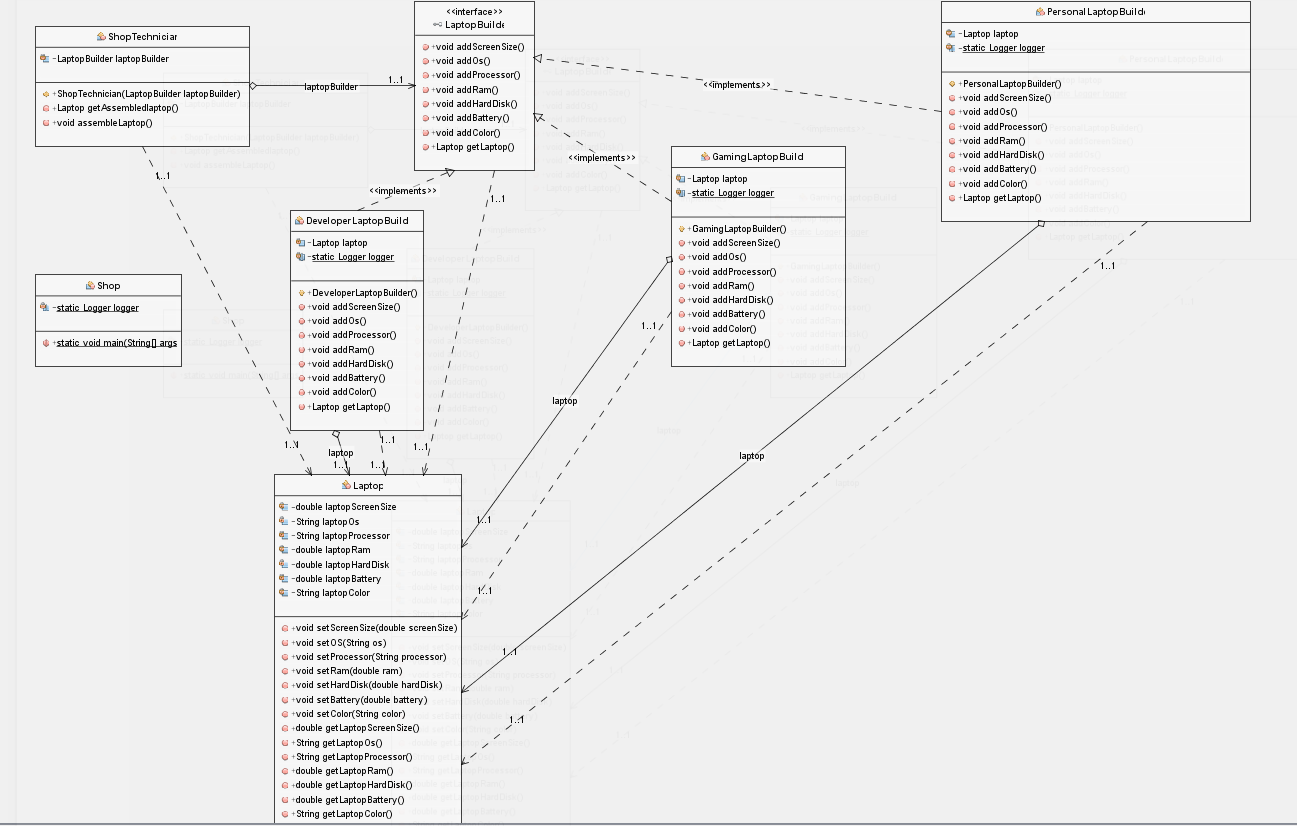 ShopTechnician
-LaptopBuilder laptopBuilder
+ShopTechnician(LaptopBuilder laptopBuilder)
+Laptop getAssembledlaptop()
+void assembleLaptop()
laptopBuilder
1..1
<<interface>>
LaptopBuilde
+void addScreenSize()
+void addOs()
+void addProcessor()
+void addRam()
+void addHardDisk()
+void addBattery()
+void addColor()
+Laptop getLaptop()
<<implements>>
PersonalLaptopBuilde
-Laptop laptop
-static Logger logger
+PersonalLaptopBuilder()
+void addScreenSize()
+void addOs()
+void addProcessor()
+void addRam()
+void addHardDisk()
+void addBattery()
+void addColor()
+Laptop getLaptop()
<<implements>>
GamingLaptopBuild
-Laptop laptop
-static Logger logger
+GamingLaptopBuilder()
+void addScreenSize()
+void addOs()
+void addProcessor()
+void addRam()
+void addHardDisk()
+void addBattery()
+void addColor()
+Laptop getLaptop()
1..1
<<implements>>
1..1
DeveloperLaptopBuild
-Laptop laptop
-static Logger logger
+DeveloperLaptopBuilder()
+void addScreenSize()
+void addOs()
+void addProcessor()
+void addRam()
+void addHardDisk()
+void addBattery()
+void addColor()
+Laptop getLaptop()
Shop
-static Logger logger
+static void main(String[] args
1..1
1..1
laptop
laptop
1..1
1..1
1..1
laptop
1..1
1..1
1..1
Laptop
-double laptopScreenSize
-String laptopOs
-String laptopProcessor
-double laptopRam
-double laptopHardDisk
-double laptopBattery
-String laptopColor
+void setScreenSize(double screenSize)
+void setOS(String os)
+void setProcessor(String processor)
+void setRam(double ram)
+void setHardDisk(double hardDisk)
+void setBattery(double battery)
+void setColor(String color)
+double getLaptopScreenSize()
+String getLaptopOs()
+String getLaptopProcessor()
+double getLaptopRam()
+double getLaptopHardDisk()
+double getLaptopBattery()
+String getLaptopColor()
1..1
1..1
1..1
1..1